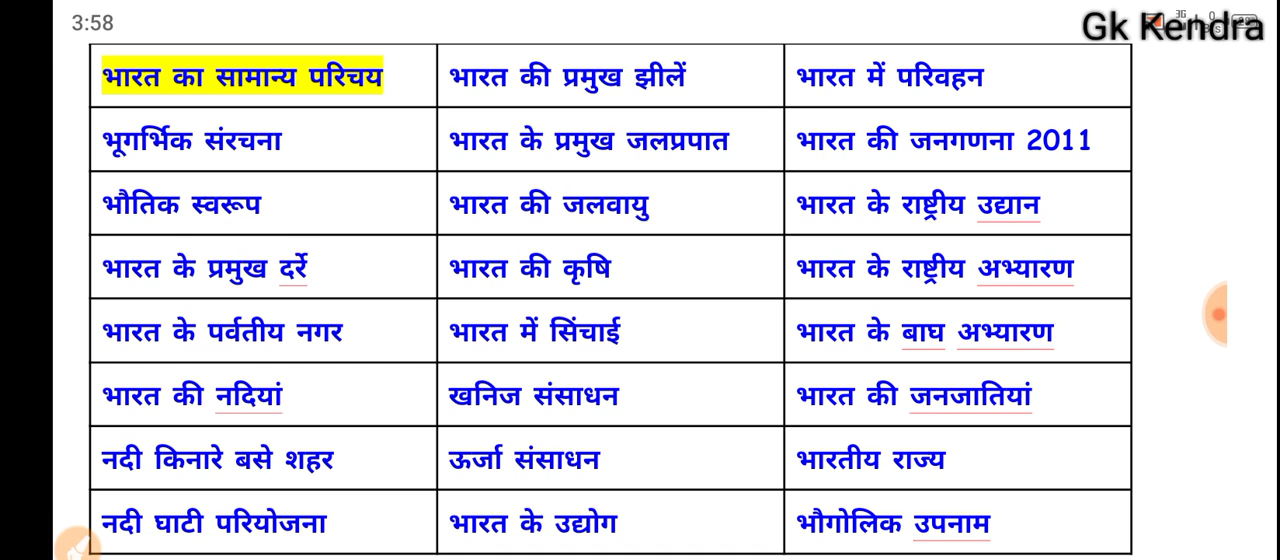 3:58
Gk Kendra
भारत का सामान्य परिचय भारत की प्रमुख झीलें भारत में परिवहन
भूगर्भिक संरचना भारत के प्रमुख जलप्रपात भारत की जनगणना 2011
भौतिक स्वरूप भारत की जलवायु भारत के राष्ट्रीय उद्यान
भारत के प्रमुख दर्रे भारत की कृषि भारत के राष्ट्रीय अभ्यारण
भारत के पर्वतीय नगर भारत में सिंचाई भारत के बाघ अभ्यारण
भारत की नदियां खनिज संसाधन भारत की जनजातियां
नदी किनारे बसे शहर ऊर्जा संसाधन भारतीय राज्य
नदी घाटी परियोजना भारत के उद्योग भौगोलिक उपनाम